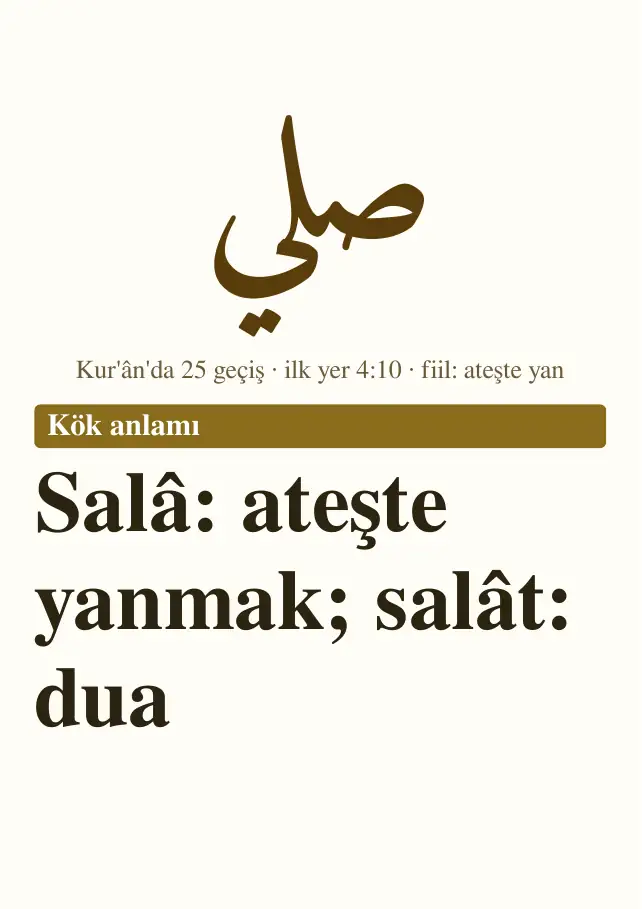 صلي
Kur'ân'da 25 geçiş · ilk yer 4:10 · fiil: ateşte yan
Kök anlamı
Salâ: ateşte
yanmak; salât:
dua